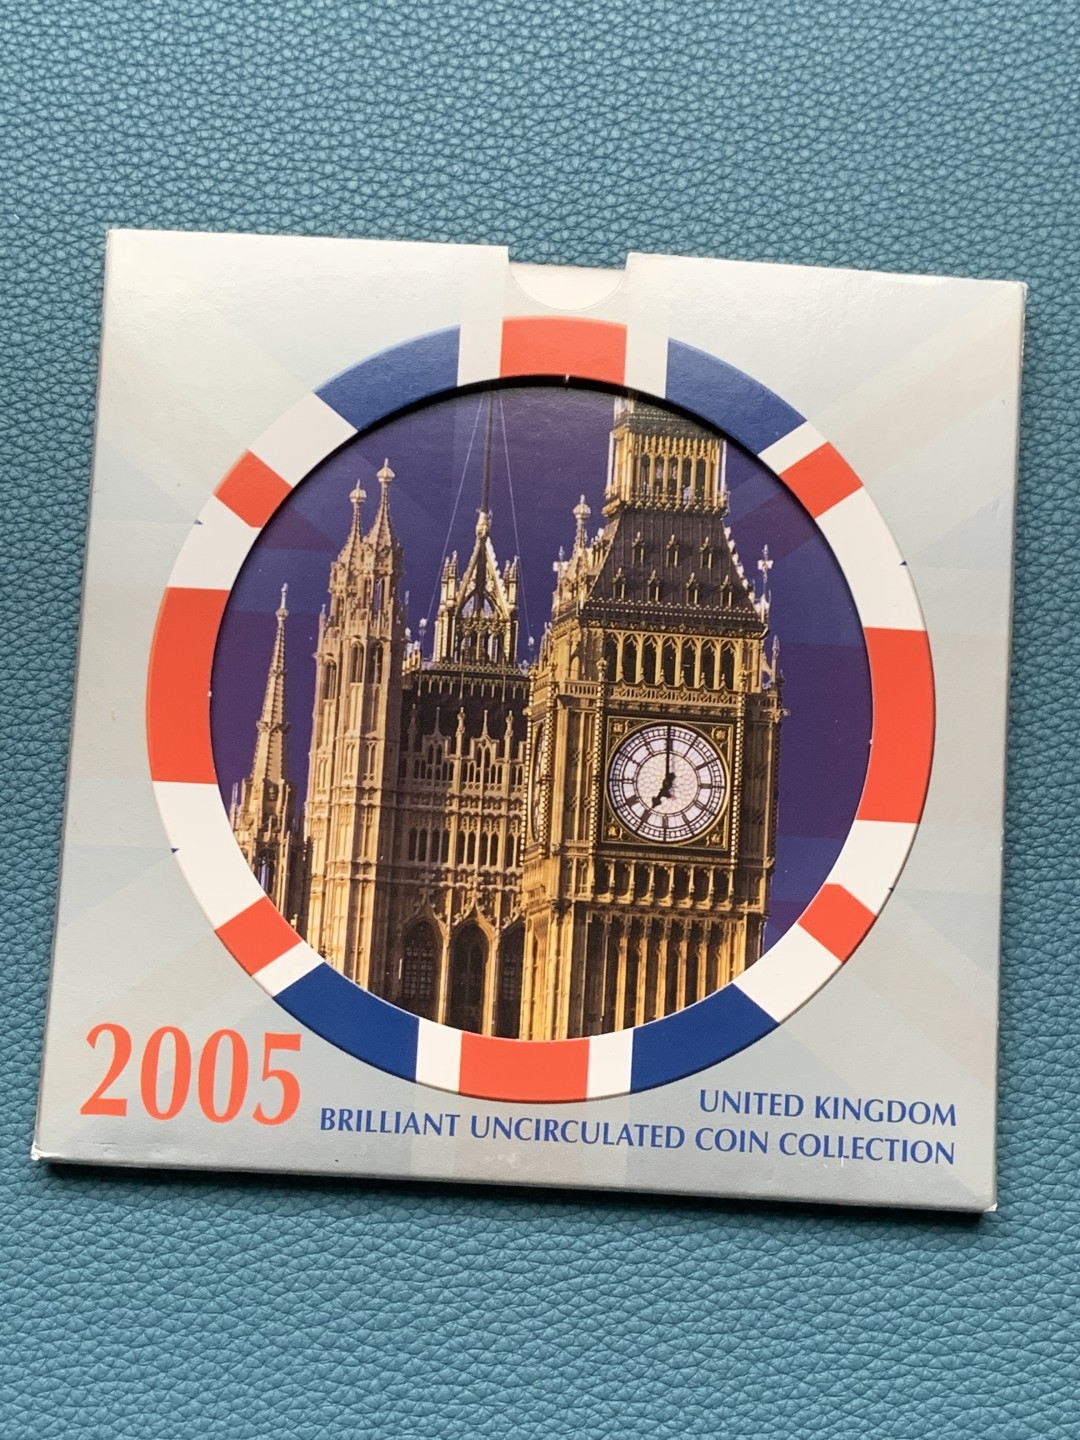 2005
UNITED KINGDOM
BRILLIANT UNCIRCULATED COIN COLLECTION